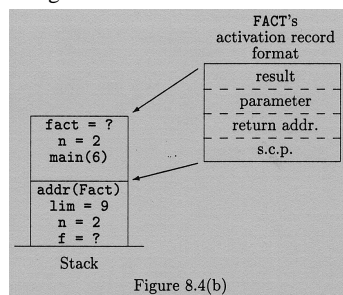 FACT's
activation record
format
result
parameter
return addr.
s.c.p.
fact = ?
n = 2
main(6)
addr(Fact)
lim = 9
n = 2
f = ?
Stack
Figure 8.4(b)